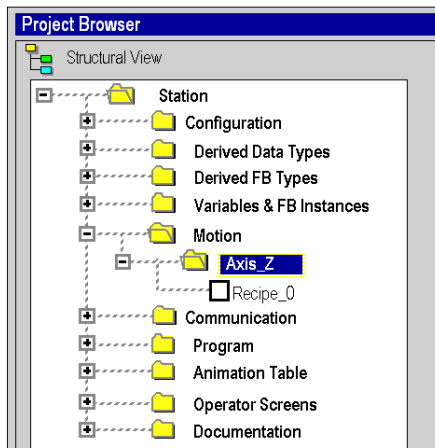 Project Browser
Structural View
Station
Configuration
Derived Data Types
Derived FB Types
Variables & FB Instances
Motion
Axis_Z
Recipe_0
Communication
Program
Animation Table
Operator Screens
Documentation